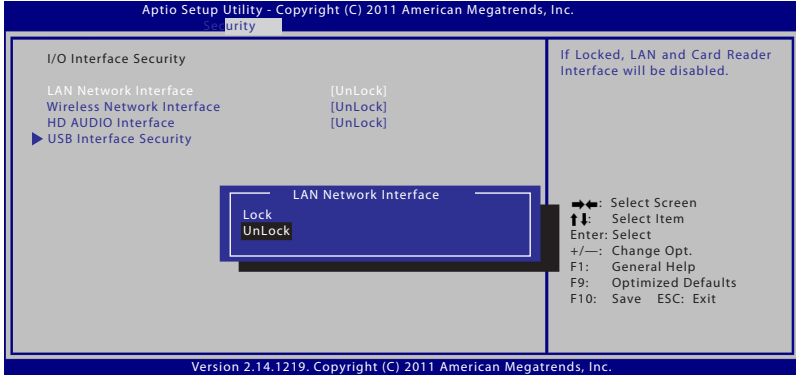 Aptio Setup Utility - Copyright (C) 2011 American Megatrends, Inc.
Security
I/O Interface Security
LAN Network Interface [UnLock]
Wireless Network Interface [UnLock]
HD AUDIO Interface [UnLock]
USB Interface Security
If Locked, LAN and Card Reader
Interface will be disabled.
LAN Network Interface
Lock
UnLock
➡⬅: Select Screen
⬆⬇: Select Item
Enter: Select
+/—: Change Opt.
F1: General Help
F9: Optimized Defaults
F10: Save ESC: Exit
Version 2.14.1219. Copyright (C) 2011 American Megatrends, Inc.